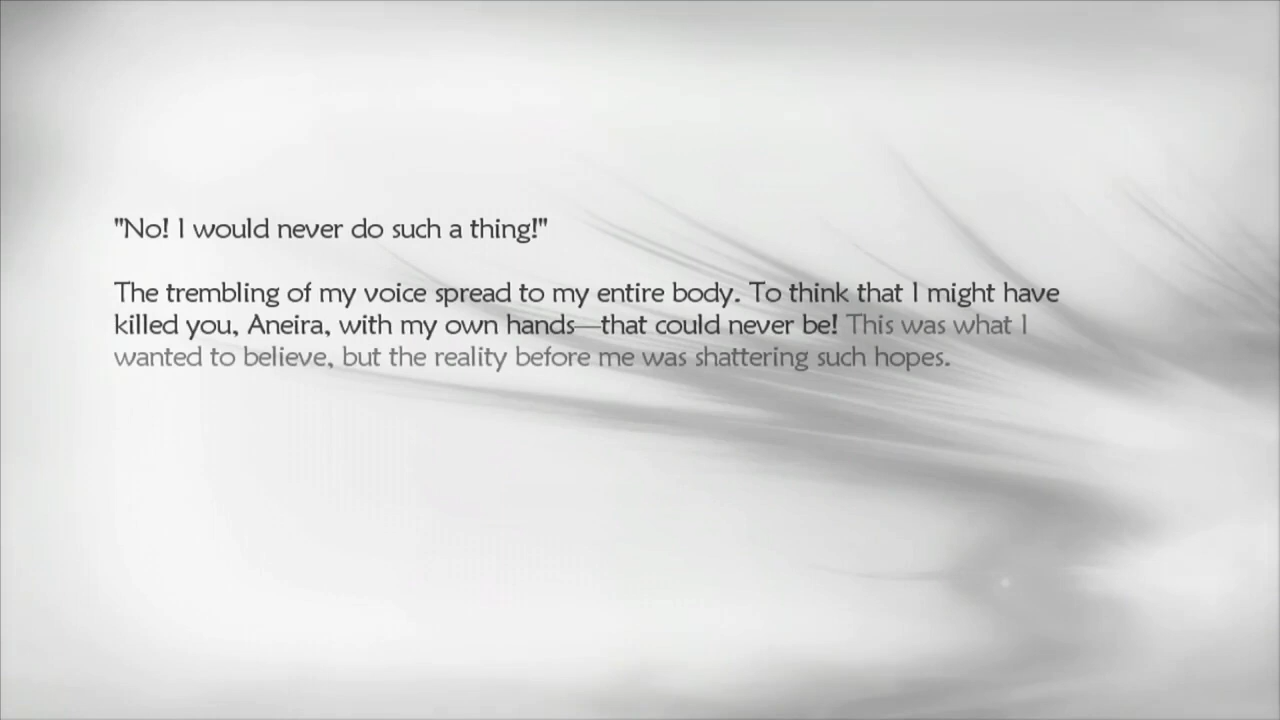 "No! I would never do such a thing!"
The trembling of my voice spread to my entire body. To think that I might have
killed you, Aneira, with my own hands—that could never be! This was what I
wanted to believe, but the reality before me was shattering such hopes.